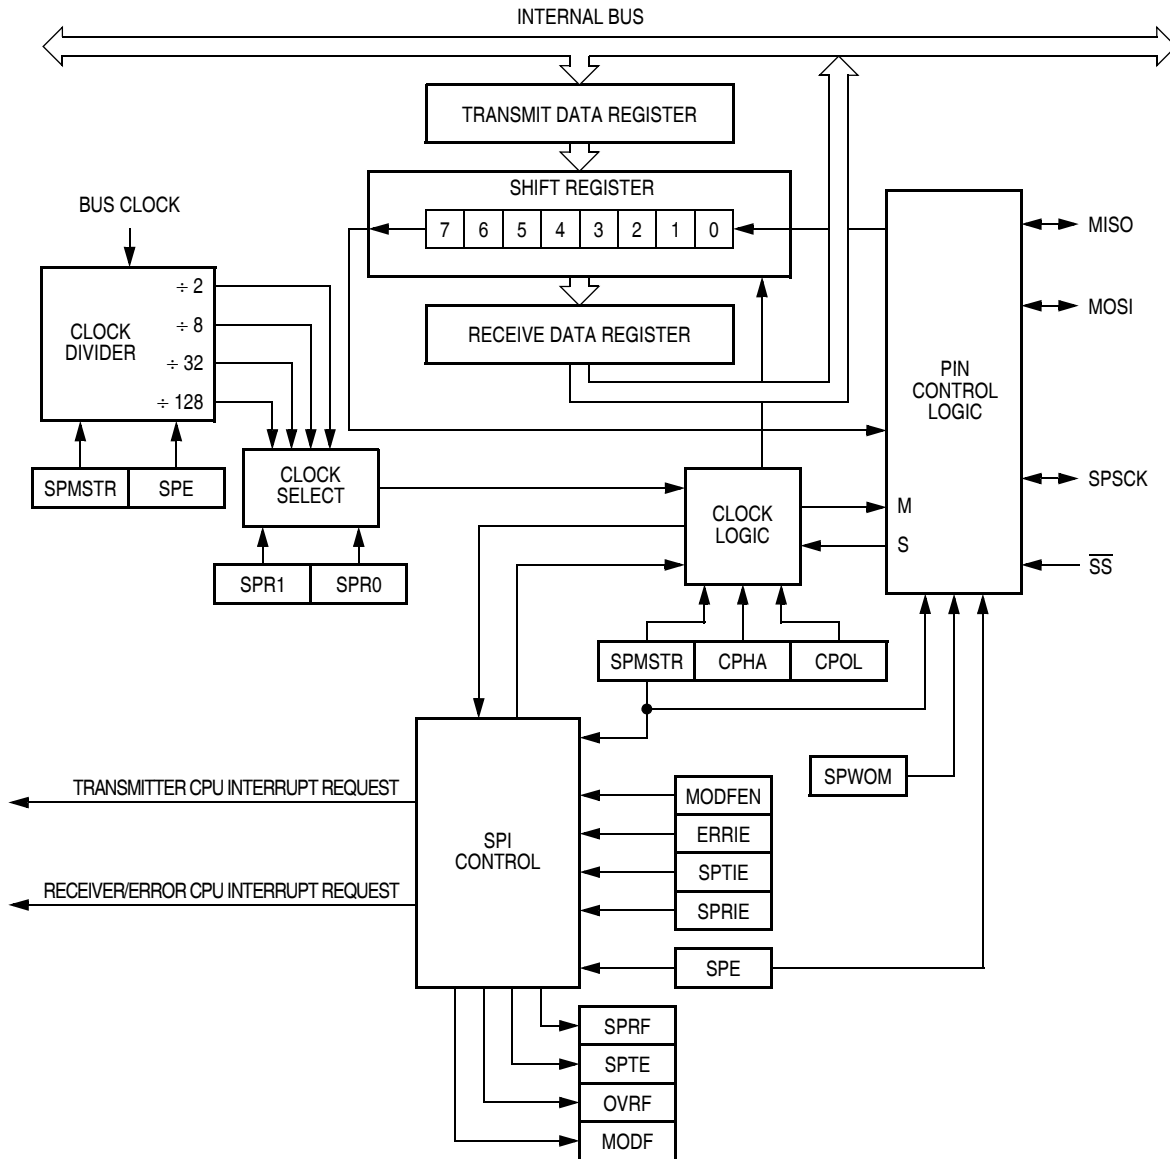 INTERNAL BUS
TRANSMIT DATA REGISTER
SHIFT REGISTER
7 6 5 4 3 2 1 0
RECEIVE DATA REGISTER
BUS CLOCK
CLOCK
DIVIDER
÷ 2
÷ 8
÷ 32
÷ 128
SPMSTR SPE
CLOCK
SELECT
SPR1 SPR0
PIN
CONTROL
LOGIC
M
S
MISO
MOSI
SPSCK
SS
CLOCK
LOGIC
SPMSTR CPHA CPOL
SPWOM
TRANSMITTER CPU INTERRUPT REQUEST
RECEIVER/ERROR CPU INTERRUPT REQUEST
SPI
CONTROL
MODFEN
ERRIE
SPTIE
SPRIE
SPE
SPRF
SPTE
OVRF
MODF